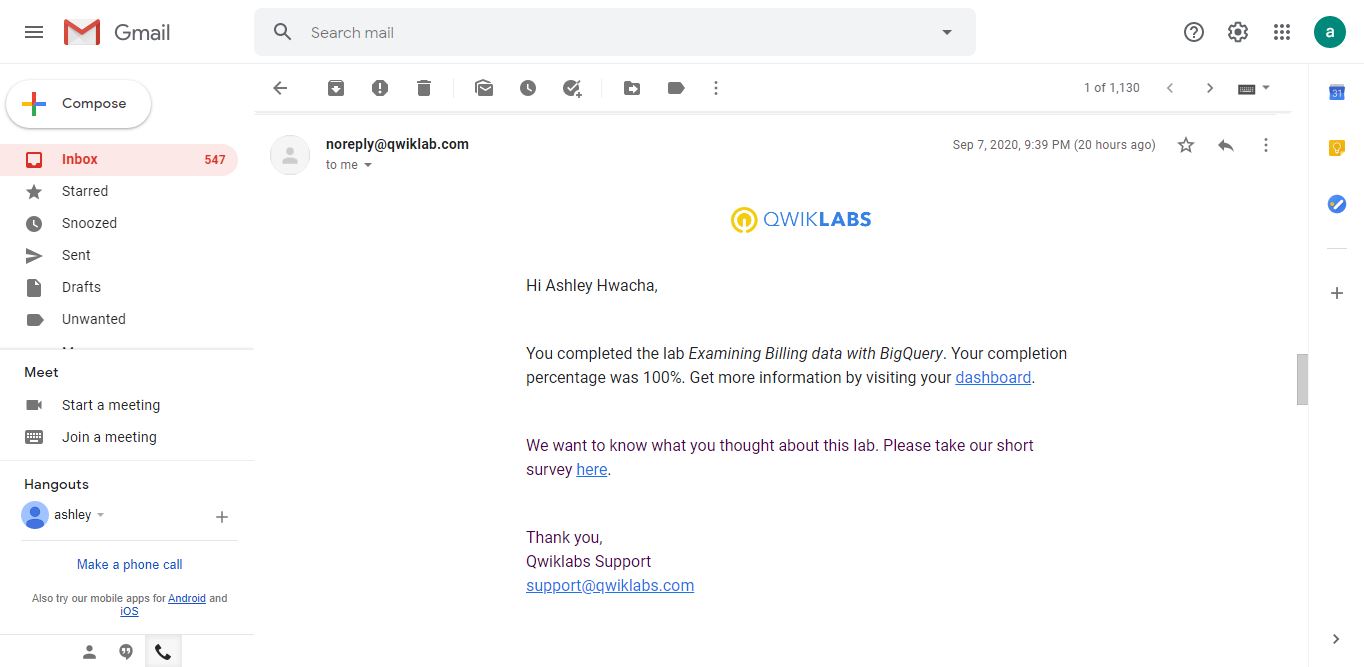 Gmail
Search mail
a
Compose
1 of 1,130
31
Inbox 547
noreply@qwiklab.com
Sep 7, 2020, 9:39 PM (20 hours ago)
to me
Starred
Snoozed
QWIKLABS
Sent
Drafts
Hi Ashley Hwacha,
Unwanted
You completed the lab Examining Billing data with BigQuery. Your completion
percentage was 100%. Get more information by visiting your dashboard.
Meet
Start a meeting
Join a meeting
We want to know what you thought about this lab. Please take our short
survey here.
Hangouts
ashley
Thank you,
Qwiklabs Support
support@qwiklabs.com
Make a phone call
Also try our mobile apps for Android and
iOS